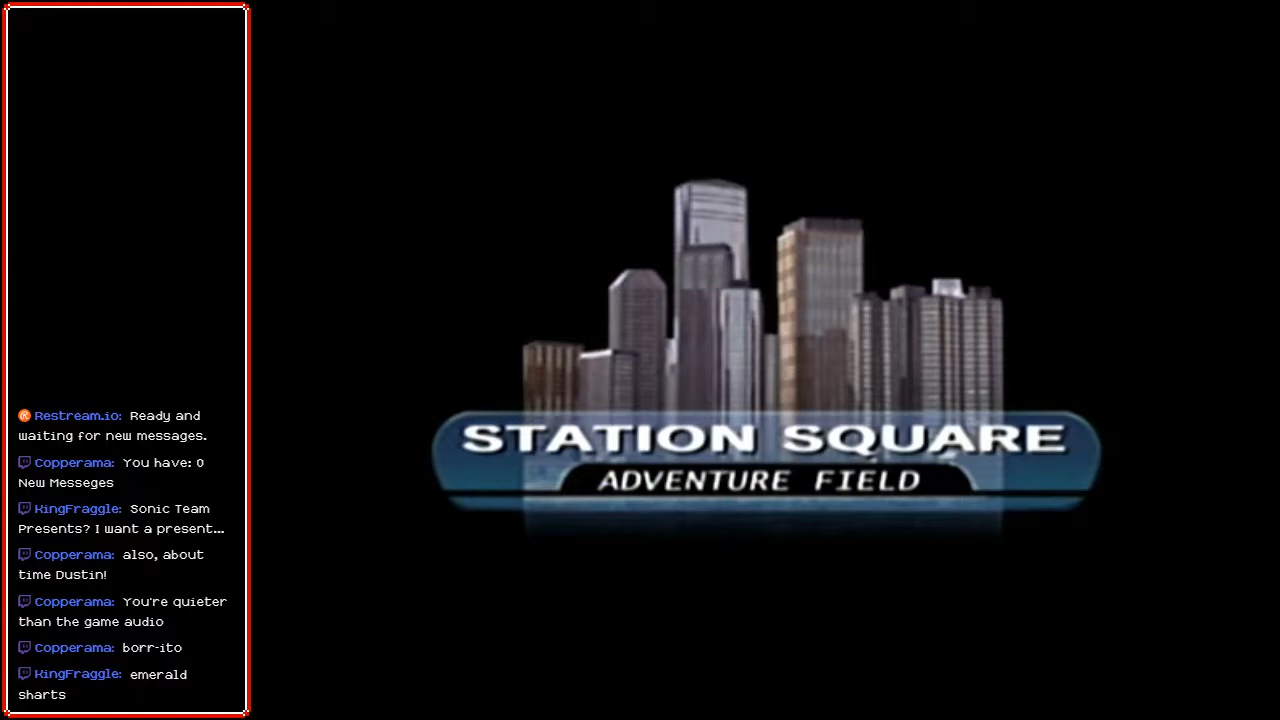 Restream.io: Ready and
waiting for new messages.
Copperama: You have: 0
New Messeges
KingFraggle: Sonic Team
Presents? I want a present...
Copperama: also, about
time Dustin!
Copperama: You're quieter
than the game audio
Copperama: borr-ito
KingFraggle: emerald
sharts
STATION SQUARE
ADVENTURE FIELD